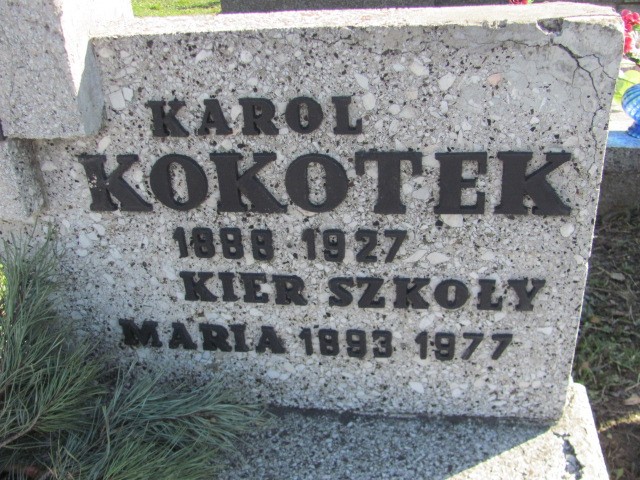 KAROL
KOKOTEK
1888 1927
KIER SZKOŁY
MARIA 1893 1977